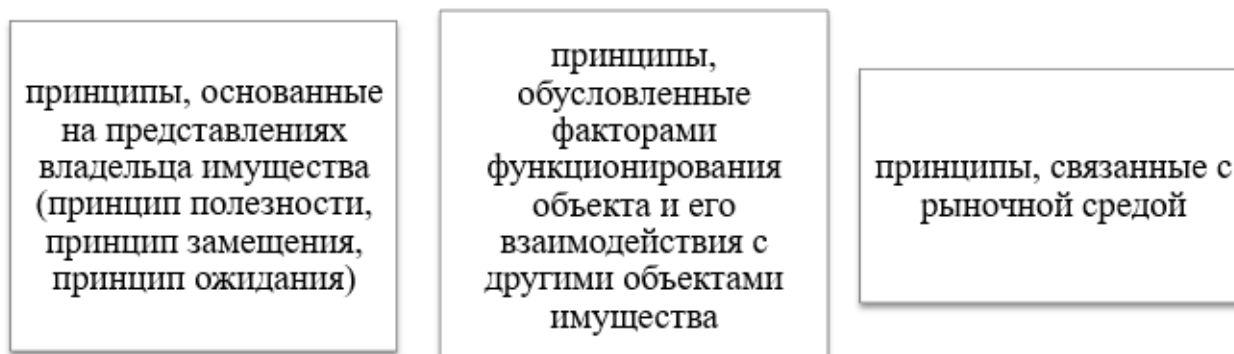 принципы, основанные
на представлениях
владельца имущества
(принцип полезности,
принцип замещения,
принцип ожидания)
принципы,
обусловленные
факторами
функционирования
объекта и его
взаимодействия с
другими объектами
имущества
принципы, связанные с
рыночной средой